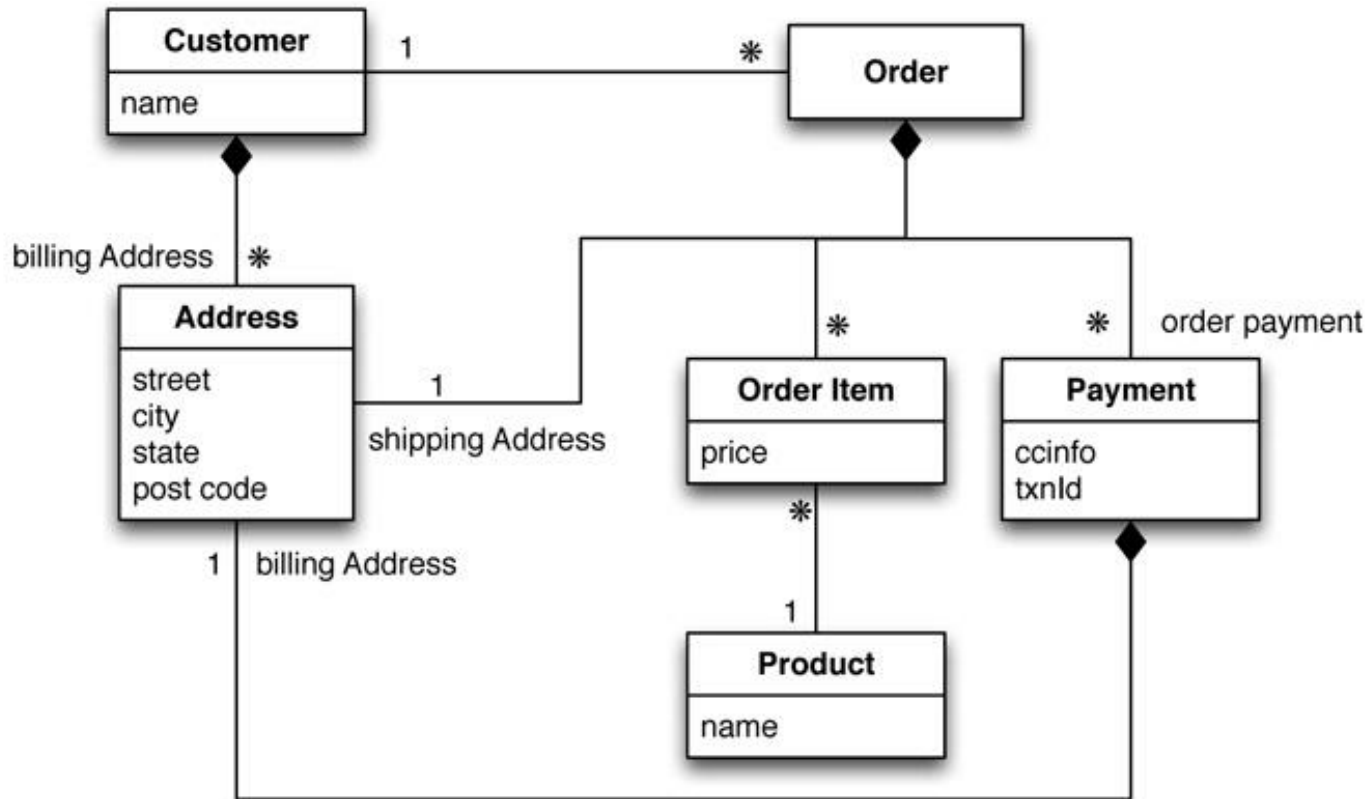 Customer
name
1
*
Order
billing Address
*
Address
street
city
state
post code
1
shipping Address
*
Order Item
price
*
order payment
Payment
ccinfo
txnId
1
billing Address
*
1
Product
name